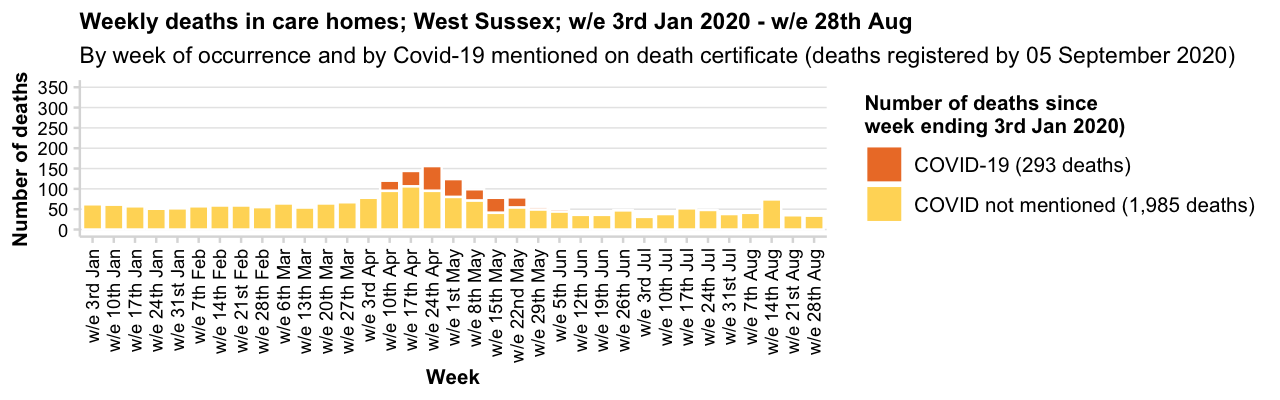 Weekly deaths in care homes; West Sussex; w/e 3rd Jan 2020 - w/e 28th Aug
By week of occurrence and by Covid-19 mentioned on death certificate (deaths registered by 05 September 2020)
Number of deaths
350
300
250
200
150
100
50
0
w/e 3rd Jan
w/e 10th Jan
w/e 17th Jan
w/e 24th Jan
w/e 31st Jan
w/e 7th Feb
w/e 14th Feb
w/e 21st Feb
w/e 28th Feb
w/e 6th Mar
w/e 13th Mar
w/e 20th Mar
w/e 27th Mar
w/e 3rd Apr
w/e 10th Apr
w/e 17th Apr
w/e 24th Apr
w/e 1st May
w/e 8th May
w/e 15th May
w/e 22nd May
w/e 29th May
w/e 5th Jun
w/e 12th Jun
w/e 19th Jun
w/e 26th Jun
w/e 3rd Jul
w/e 10th Jul
w/e 17th Jul
w/e 24th Jul
w/e 31st Jul
w/e 7th Aug
w/e 14th Aug
w/e 21st Aug
w/e 28th Aug
Week
Number of deaths since
week ending 3rd Jan 2020)
COVID-19 (293 deaths)
COVID not mentioned (1,985 deaths)